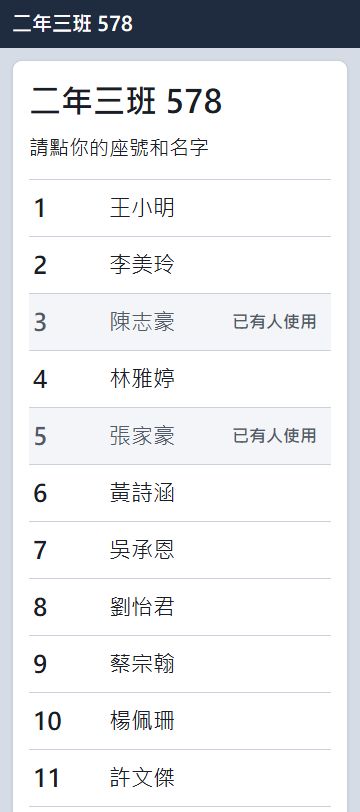 二年三班 578
二年三班 578
請點你的座號和名字
1 王小明
2 李美玲
3 陳志豪 已有人使用
4 林雅婷
5 張家豪 已有人使用
6 黃詩涵
7 吳承恩
8 劉怡君
9 蔡宗翰
10 楊佩珊
11 許文傑